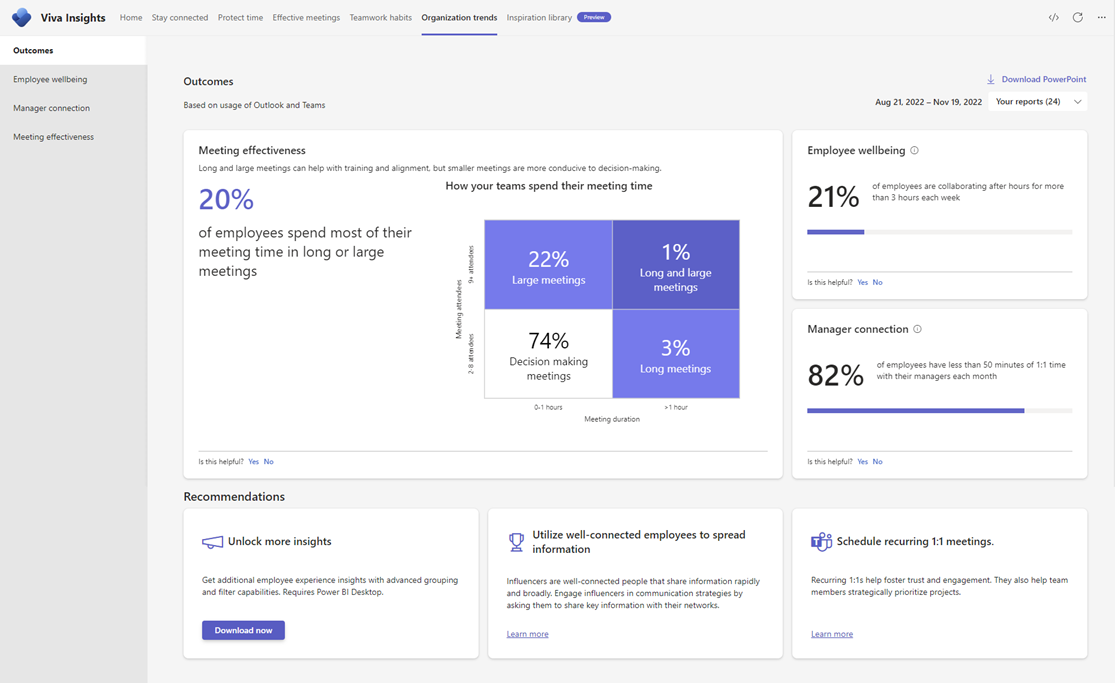 Viva Insights
Home
Stay connected
Protect time
Effective meetings
Teamwork habits
Organization trends
Inspiration library
Preview
Outcomes
Employee wellbeing
Manager connection
Meeting effectiveness
Outcomes
Download PowerPoint
Based on usage of Outlook and Teams
Aug 21, 2022 – Nov 19, 2022
Your reports (24)
Meeting effectiveness
Long and large meetings can help with training and alignment, but smaller meetings are more conducive to decision-making.
20%
of employees spend most of their
meeting time in long or large
meetings
How your teams spend their meeting time
Meeting attendees
9+ attendees
2-8 attendees
22%
Large meetings
1%
Long and large
meetings
74%
Decision making
meetings
3%
Long meetings
0-1 hours
>1 hour
Meeting duration
Is this helpful? Yes No
Employee wellbeing
21%
of employees are collaborating after hours for more
than 3 hours each week
Is this helpful? Yes No
Manager connection
82%
of employees have less than 50 minutes of 1:1 time
with their managers each month
Is this helpful? Yes No
Recommendations
Unlock more insights
Get additional employee experience insights with advanced grouping
and filter capabilities. Requires Power BI Desktop.
Download now
Utilize well-connected employees to spread
information
Influencers are well-connected people that share information rapidly
and broadly. Engage influencers in communication strategies by
asking them to share key information with their networks.
Learn more
Schedule recurring 1:1 meetings.
Recurring 1:1s help foster trust and engagement. They also help team
members strategically prioritize projects.
Learn more